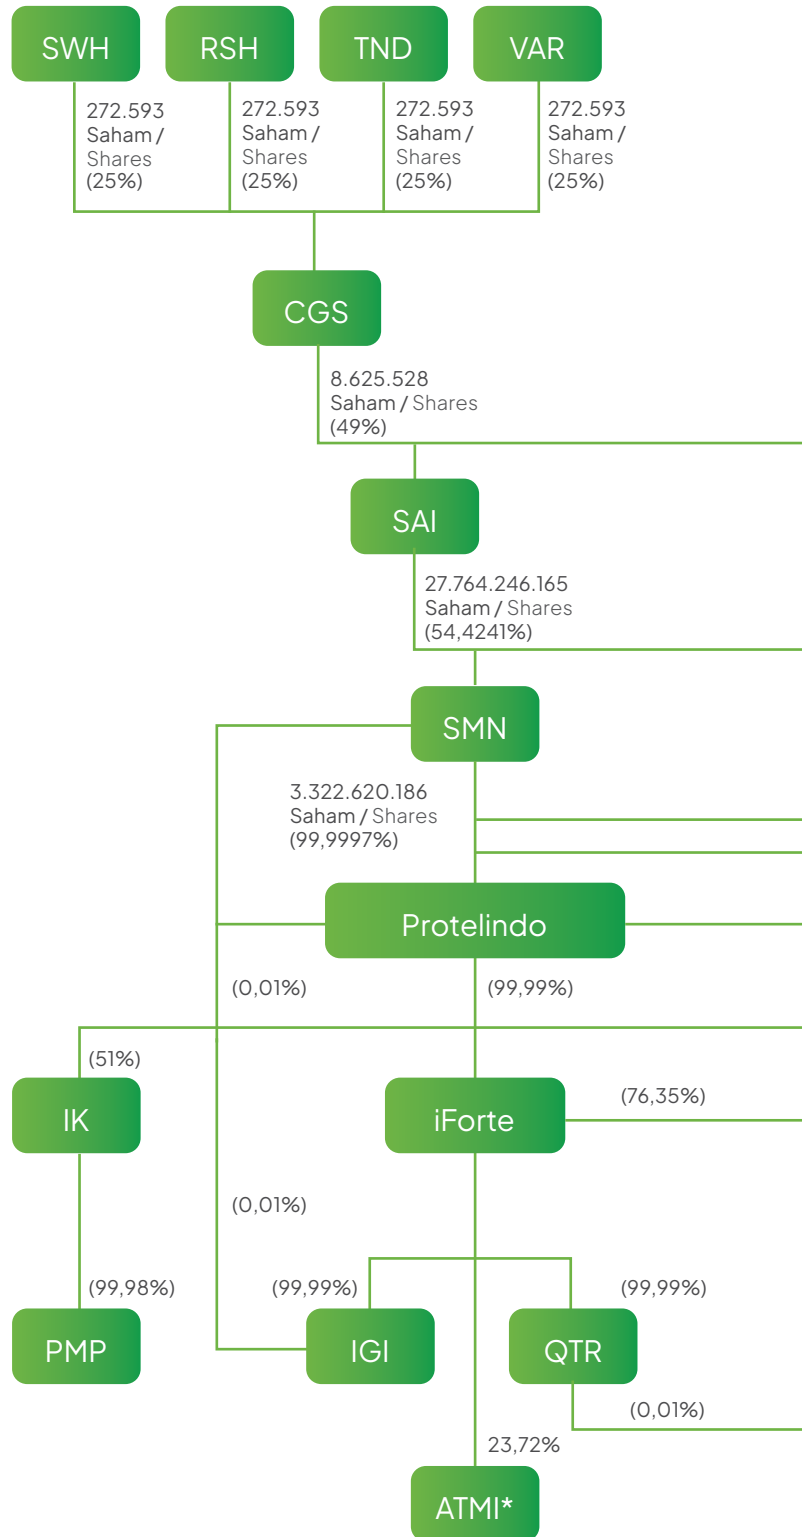 SWH
RSH
TND
VAR
272.593
Saham /
Shares
(25%)
272.593
Saham /
Shares
(25%)
272.593
Saham /
Shares
(25%)
272.593
Saham /
Shares
(25%)
CGS
8.625.528
Saham / Shares
(49%)
SAI
27.764.246.165
Saham / Shares
(54,4241%)
SMN
3.322.620.186
Saham / Shares
(99,9997%)
Protelindo
(0,01%)
(99,99%)
(51%)
IK
iForte
(76,35%)
(0,01%)
(99,98%)
(99,99%)
(99,99%)
PMP
IGI
QTR
(0,01%)
23,72%
ATMI*